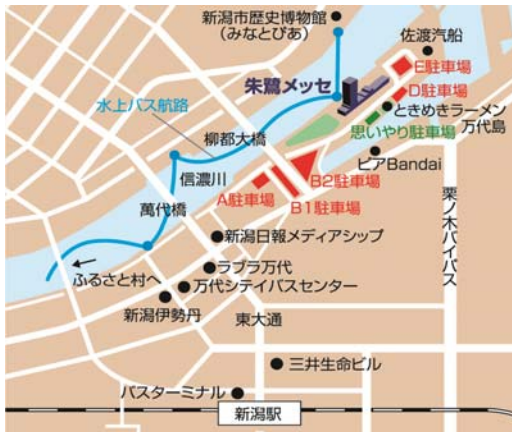 新潟市歴史博物館
(みなとぴあ)
佐渡汽船
E駐車場
朱鷺メッセ
D駐車場
ときめきラーメン
万代島
水上バス航路
思いやり駐車場
柳都大橋
ピアBandai
信濃川
B2駐車場
A駐車場
B1駐車場
萬代橋
栗ノ木バイパス
新潟日報メディアシップ
ラブラ万代
ふるさと村へ
万代シテイバスセンター
新潟伊勢丹
東大通
三井生命ビル
バスターミナル
新潟駅